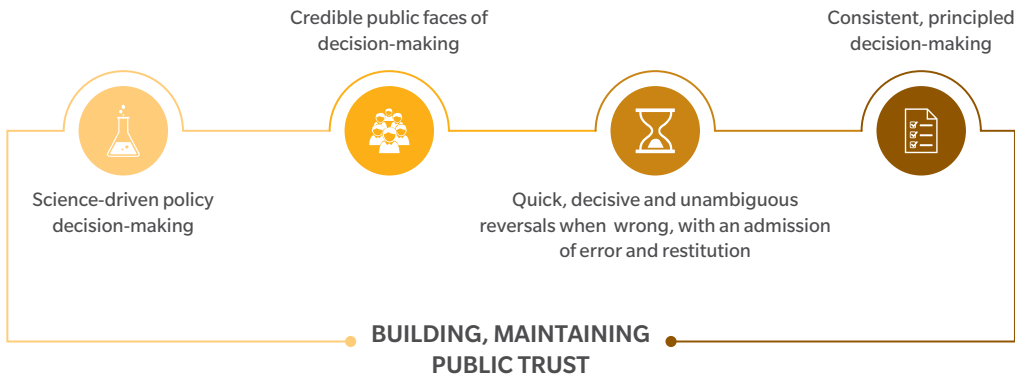 Credible public faces of
decision-making
Consistent, principled
decision-making
Science-driven policy
decision-making
Quick, decisive and unambiguous
reversals when wrong, with an admission
of error and restitution
BUILDING, MAINTAINING
PUBLIC TRUST